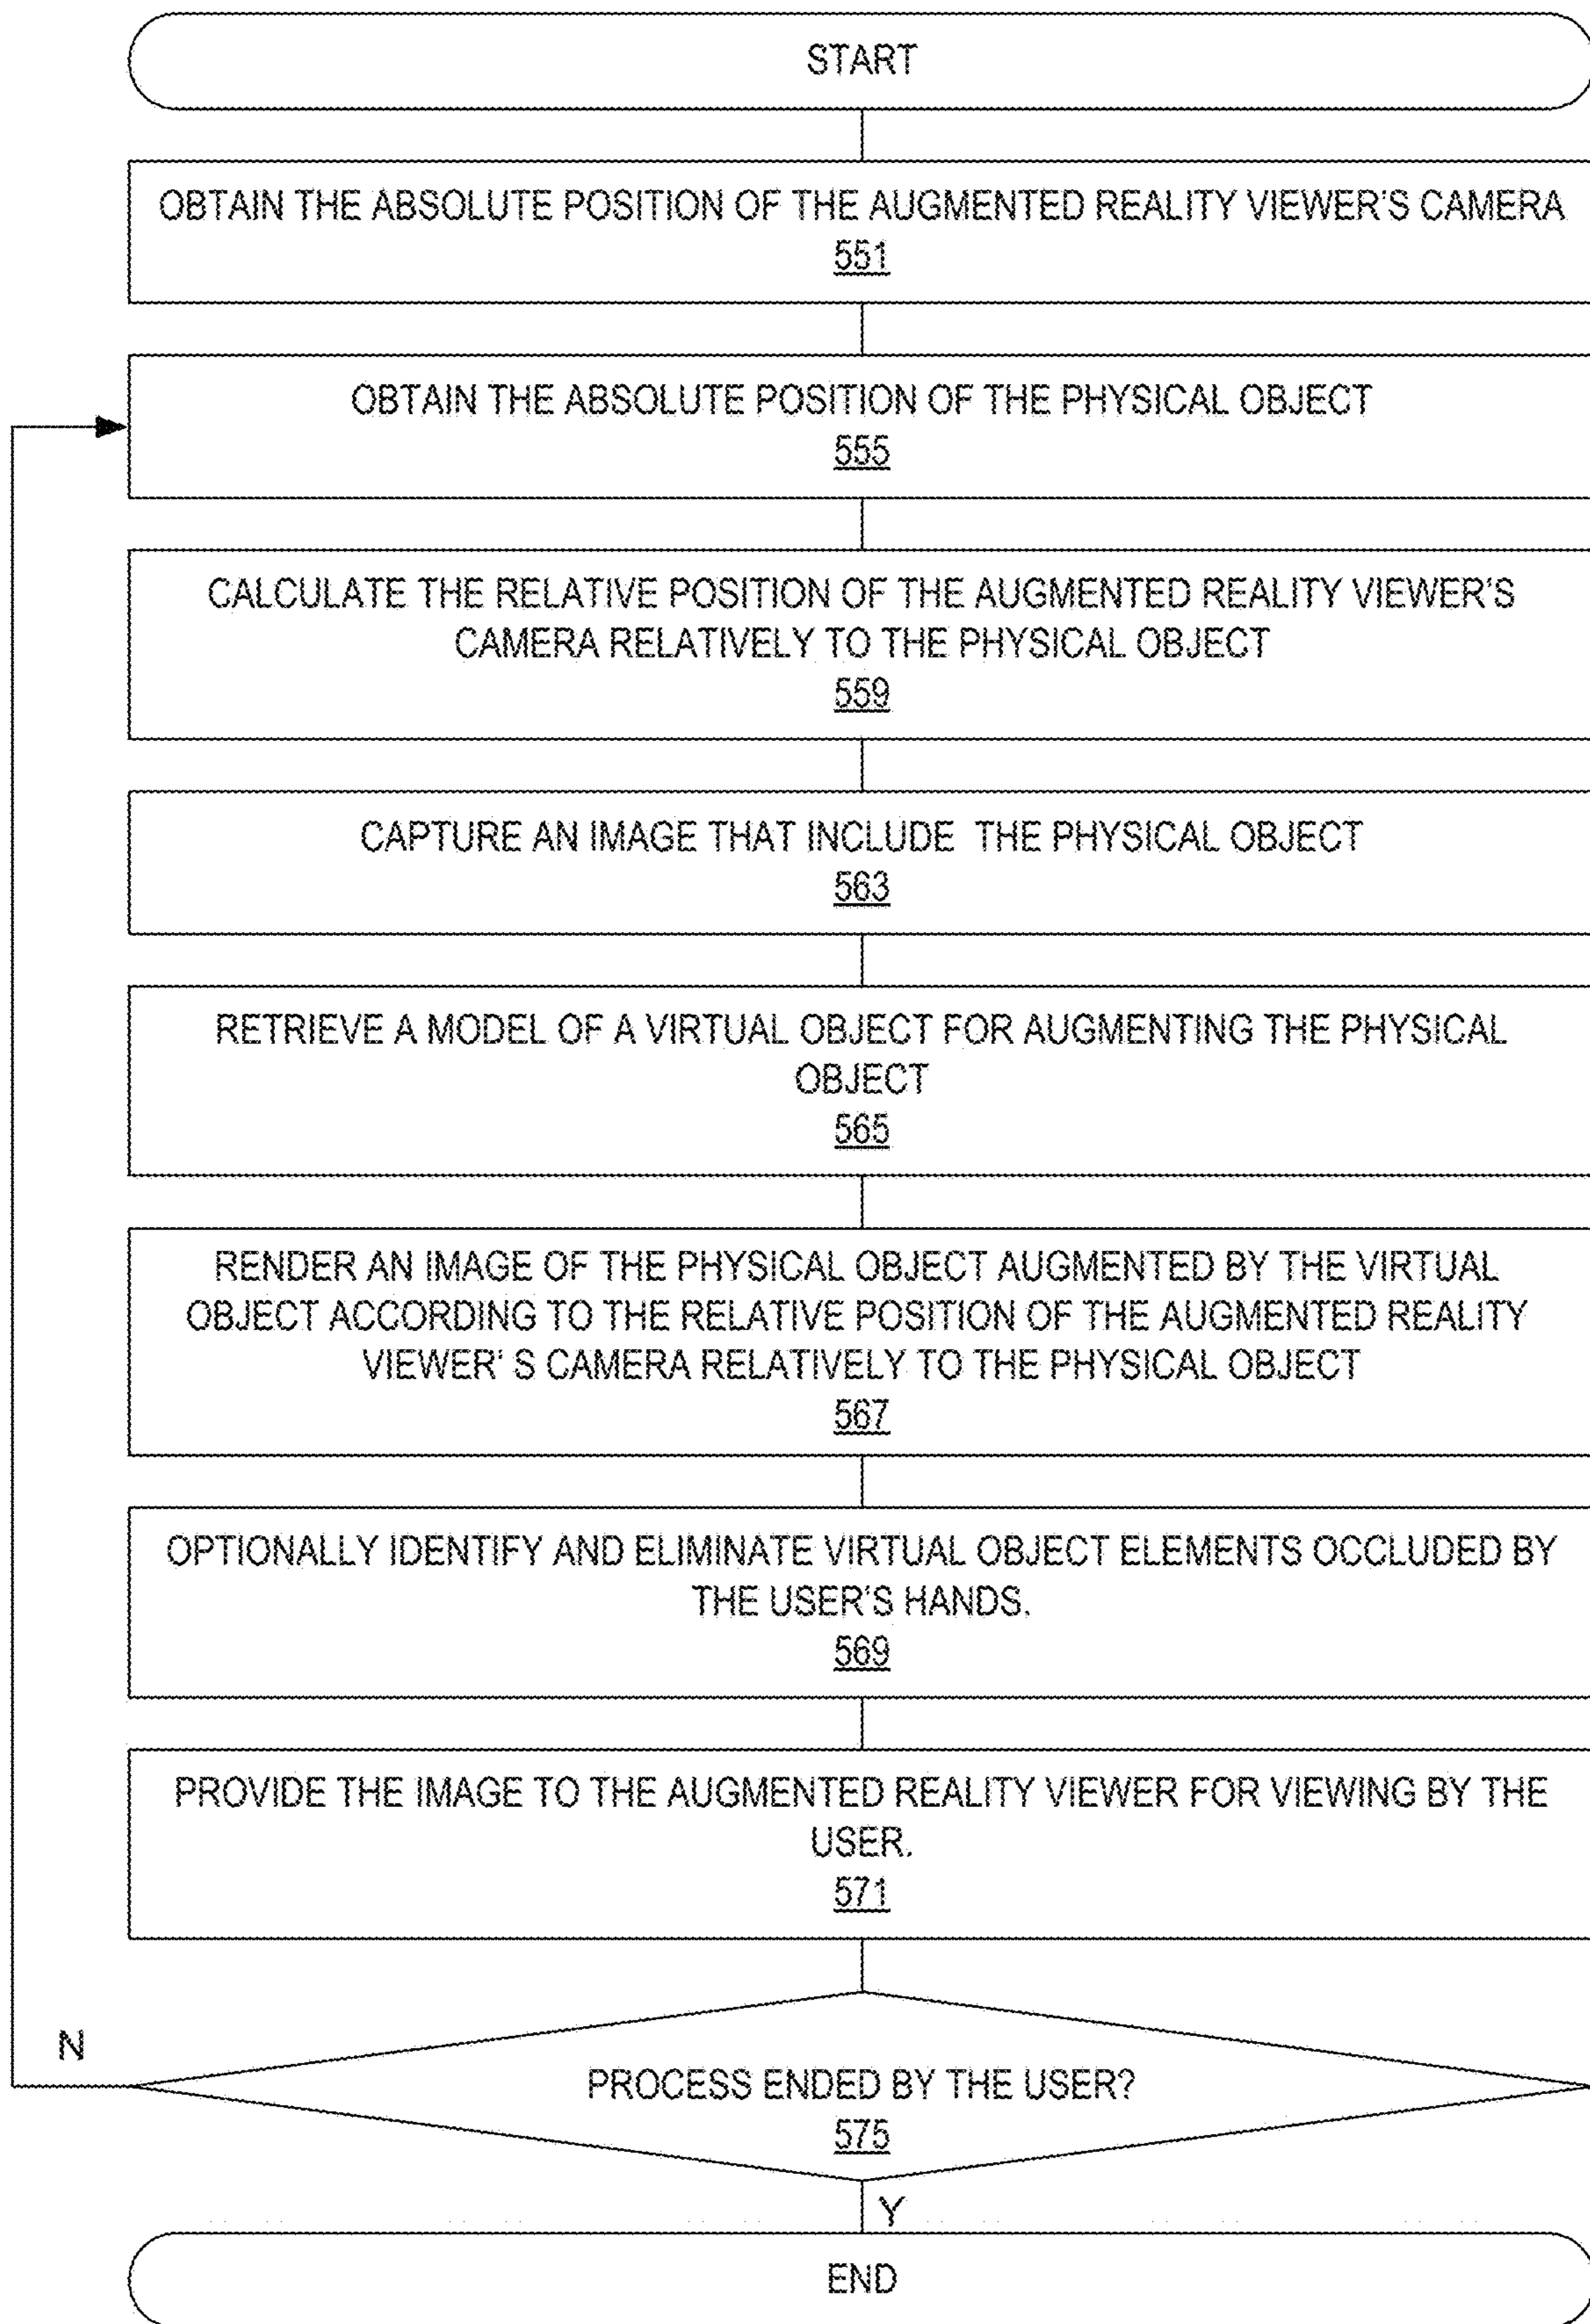 START
OBTAIN THE ABSOLUTE POSITION OF THE AUGMENTED REALITY VIEWER'S CAMERA
551
OBTAIN THE ABSOLUTE POSITION OF THE PHYSICAL OBJECT
555
CALCULATE THE RELATIVE POSITION OF THE AUGMENTED REALITY VIEWER'S
CAMERA RELATIVELY TO THE PHYSICAL OBJECT
559
CAPTURE AN IMAGE THAT INCLUDE THE PHYSICAL OBJECT
563
RETRIEVE A MODEL OF A VIRTUAL OBJECT FOR AUGMENTING THE PHYSICAL
OBJECT
565
RENDER AN IMAGE OF THE PHYSICAL OBJECT AUGMENTED BY THE VIRTUAL
OBJECT ACCORDING TO THE RELATIVE POSITION OF THE AUGMENTED REALITY
VIEWER' S CAMERA RELATIVELY TO THE PHYSICAL OBJECT
567
OPTIONALLY IDENTIFY AND ELIMINATE VIRTUAL OBJECT ELEMENTS OCCLUDED BY
THE USER'S HANDS.
569
PROVIDE THE IMAGE TO THE AUGMENTED REALITY VIEWER FOR VIEWING BY THE
USER.
571
N
PROCESS ENDED BY THE USER?
575
Y
END